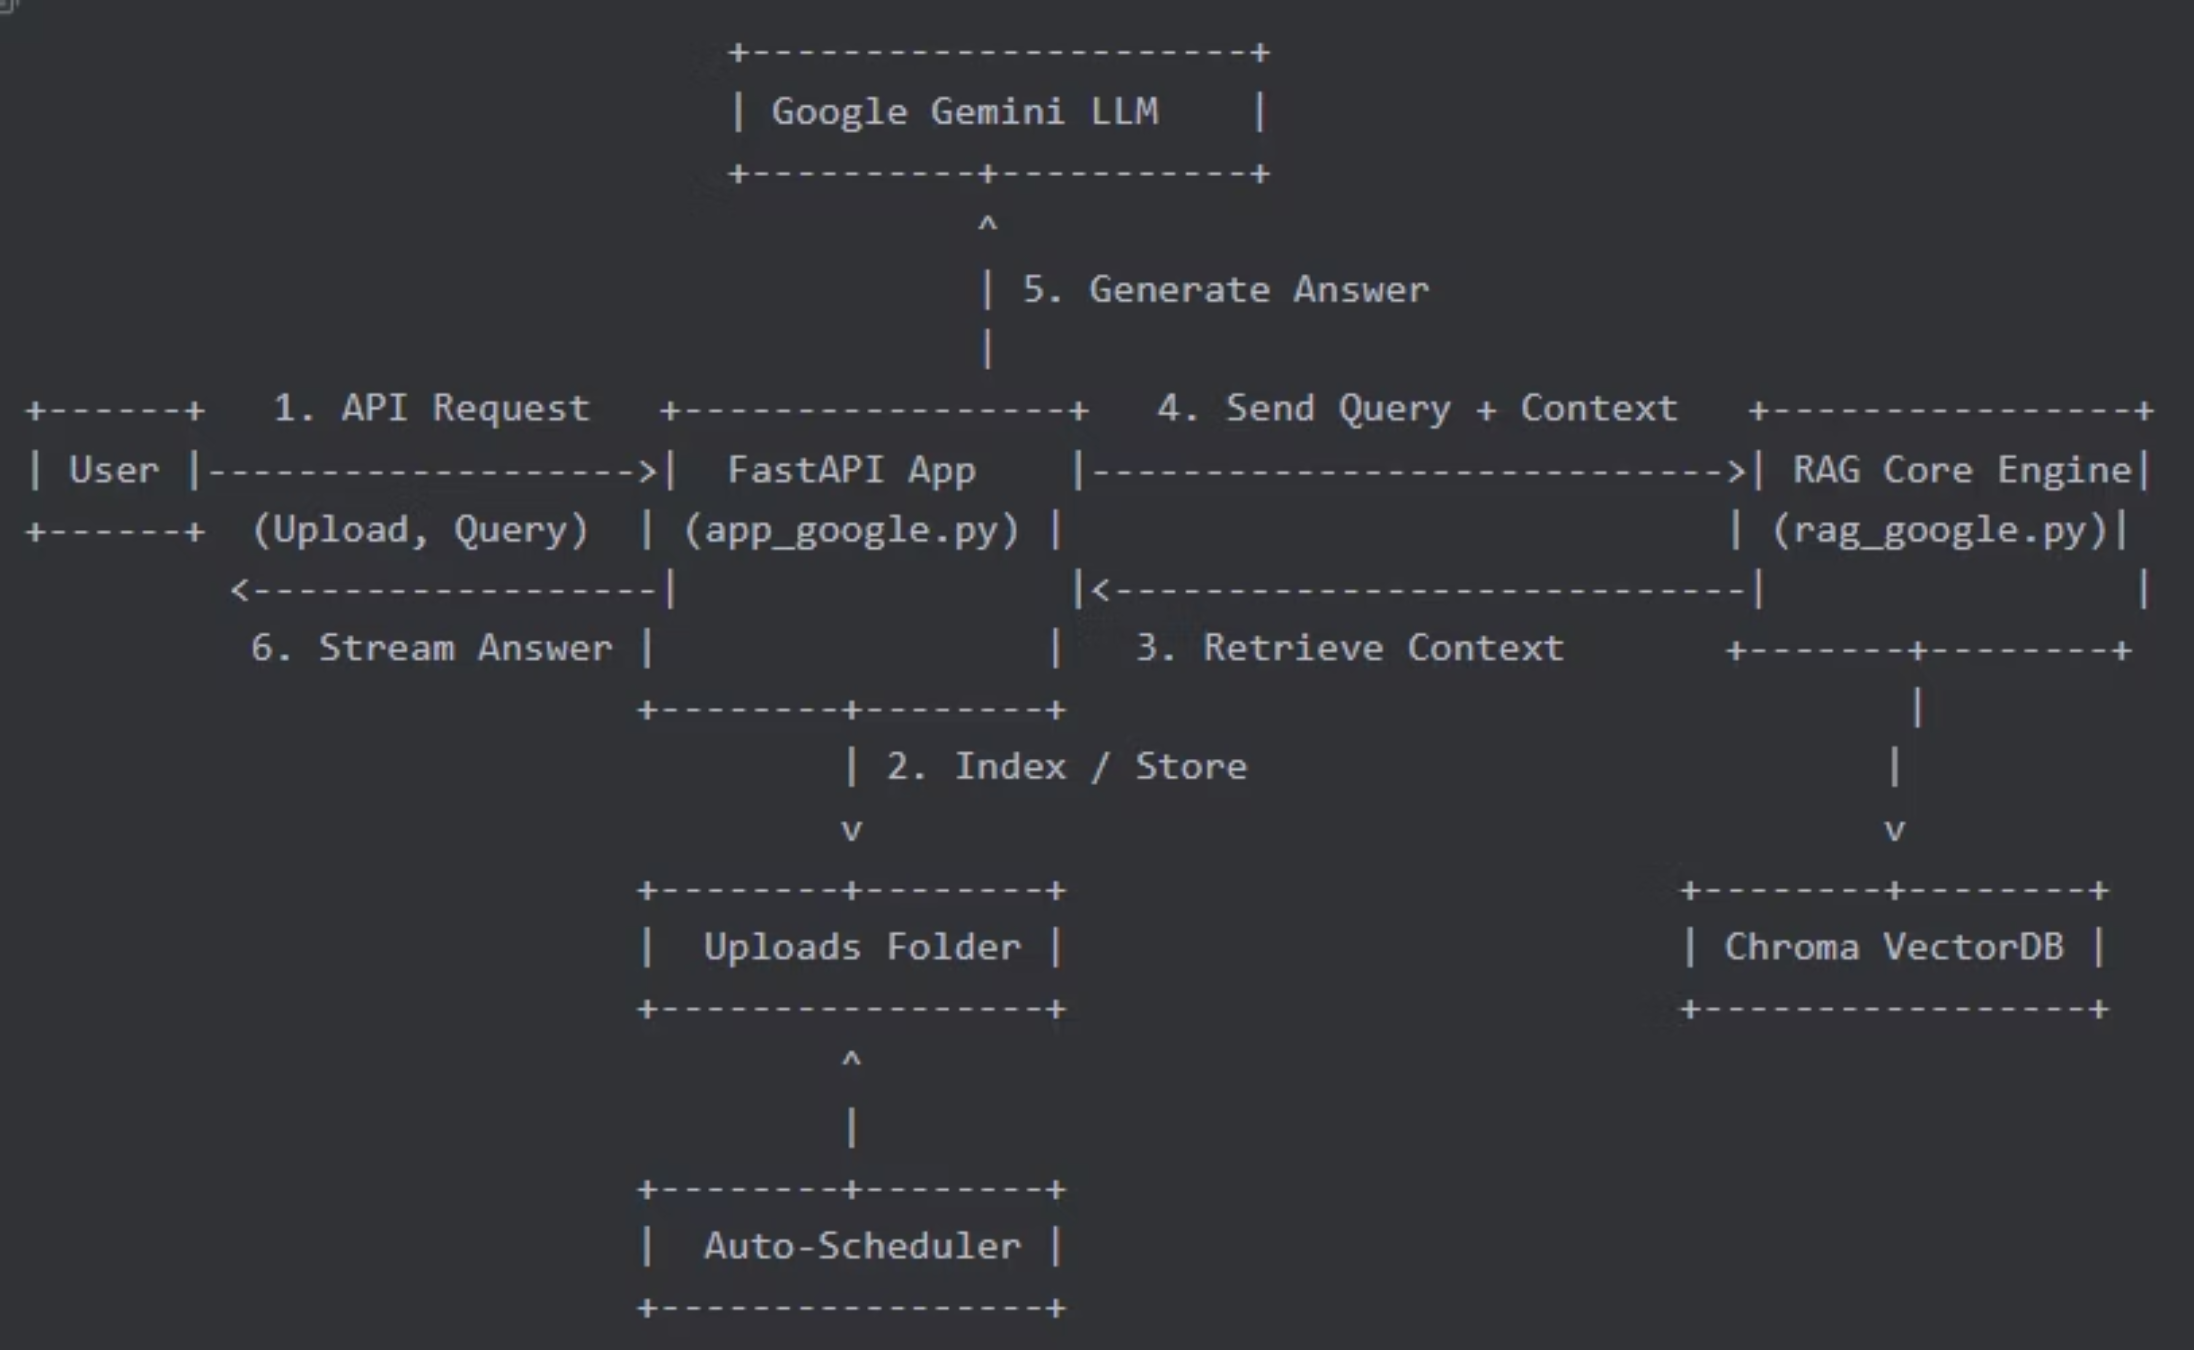 +----------------------+
| Google Gemini LLM    |
+----------+-----------+
^
| 5. Generate Answer
|
+------+   1. API Request   +-----------------+   4. Send Query + Context   +----------------+
| User |------------------->|  FastAPI App    |---------------------------->| RAG Core Engine|
+------+  (Upload, Query)  | (app_google.py) |                             | (rag_google.py)|
<------------------|                 |<----------------------------|                |
6. Stream Answer |                 |   3. Retrieve Context       +-------+--------+
+--------+--------+                                     |
| 2. Index / Store                            |
v                                             v
+--------+--------+                           +--------+--------+
|  Uploads Folder |                           | Chroma VectorDB |
+-----------------+                           +-----------------+
^
|
+--------+--------+
|  Auto-Scheduler |
+-----------------+